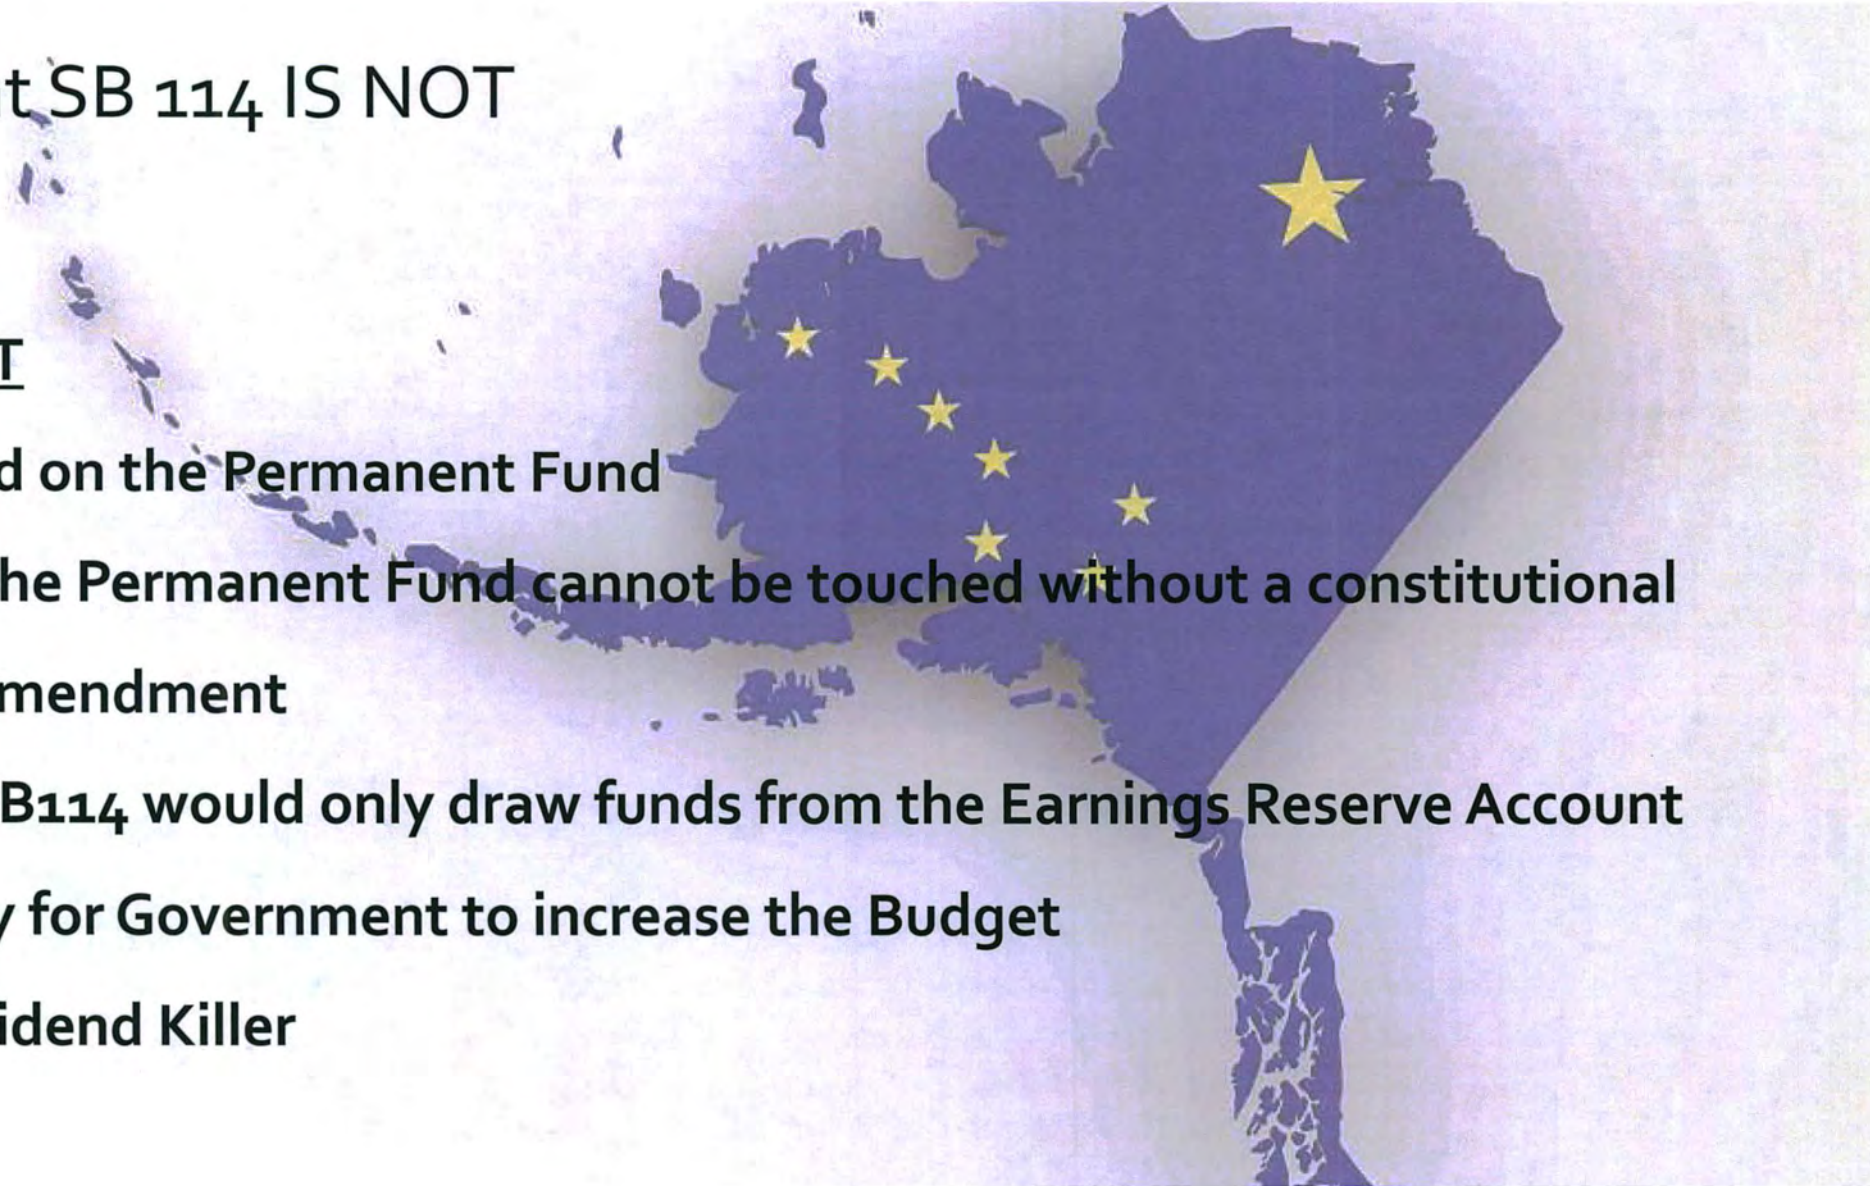 t SB 114 IS NOT
T
d on the Permanent Fund
he Permanent Fund cannot be touched without a constitutional
mendment
B114 would only draw funds from the Earnings Reserve Account
y for Government to increase the Budget
idend Killer